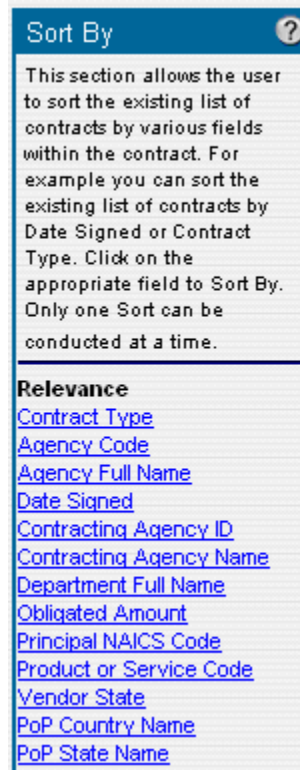 Sort By ?
This section allows the user
to sort the existing list of
contracts by various fields
within the contract. For
example you can sort the
existing list of contracts by
Date Signed or Contract
Type. Click on the
appropriate field to Sort By.
Only one Sort can be
conducted at a time.
Relevance
Contract Type
Agency Code
Agency Full Name
Date Signed
Contracting Agency ID
Contracting Agency Name
Department Full Name
Obligated Amount
Principal NAICS Code
Product or Service Code
Vendor State
PoP Country Name
PoP State Name